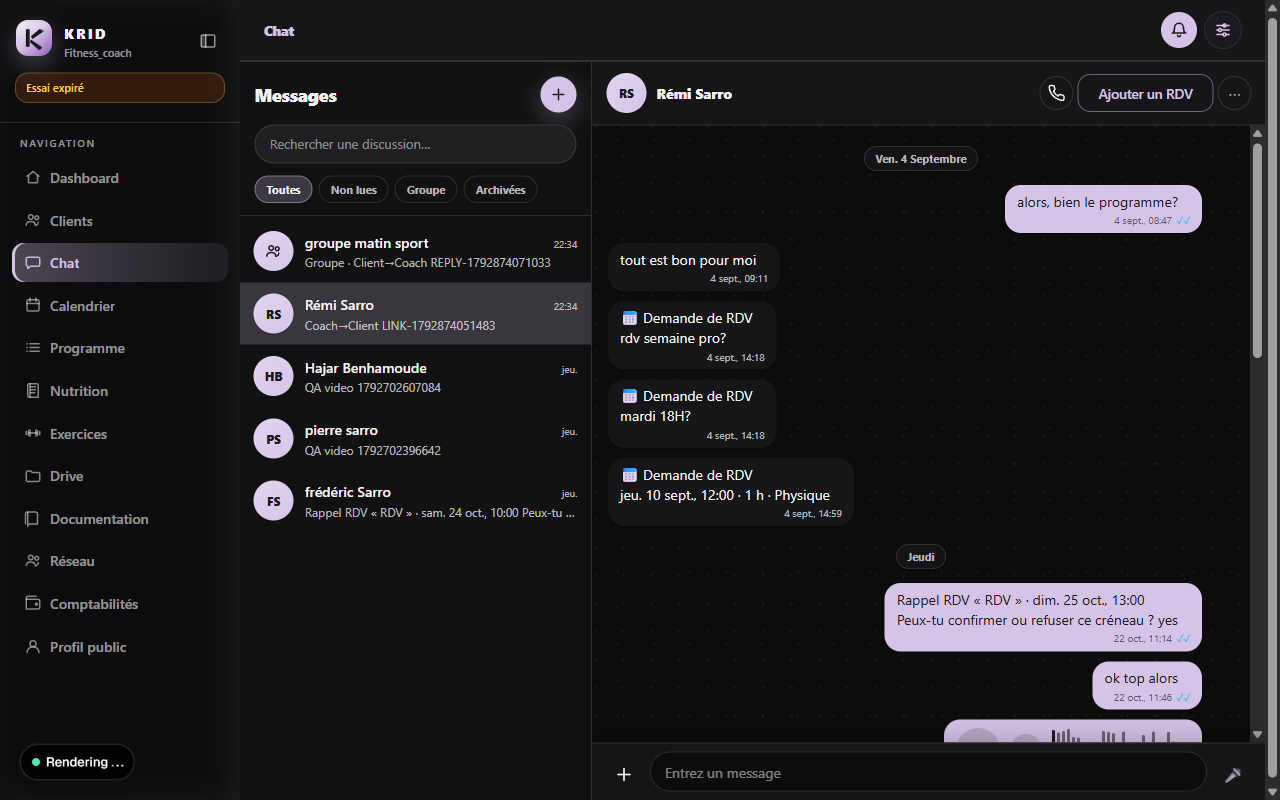 KRID
Fitness_coach
Essai expiré
NAVIGATION
Dashboard
Clients
Chat
Calendrier
Programme
Nutrition
Exercices
Drive
Documentation
Réseau
Comptabilités
Profil public
Rendering ...
Chat
Messages
Rechercher une discussion...
Toutes
Non lues
Groupe
Archivées
groupe matin sport
22:34
Groupe · Client→Coach REPLY-1792874071033
RS
Rémi Sarro
22:34
Coach→Client LINK-1792874051483
HB
Hajar Benhamoude
jeu.
QA video 1792702607084
PS
pierre sarro
jeu.
QA video 1792702396642
FS
frédéric Sarro
jeu.
Rappel RDV « RDV » · sam. 24 oct., 10:00 Peux-tu ...
RS
Rémi Sarro
Ajouter un RDV
...
Ven. 4 Septembre
alors, bien le programme?
4 sept., 08:47
tout est bon pour moi
4 sept., 09:11
Demande de RDV
rdv semaine pro?
4 sept., 14:18
Demande de RDV
mardi 18H?
4 sept., 14:18
Demande de RDV
jeu. 10 sept., 12:00 · 1 h · Physique
4 sept., 14:59
Jeudi
Rappel RDV « RDV » · dim. 25 oct., 13:00
Peux-tu confirmer ou refuser ce créneau ? yes
22 oct., 11:14
ok top alors
22 oct., 11:46
Entrez un message